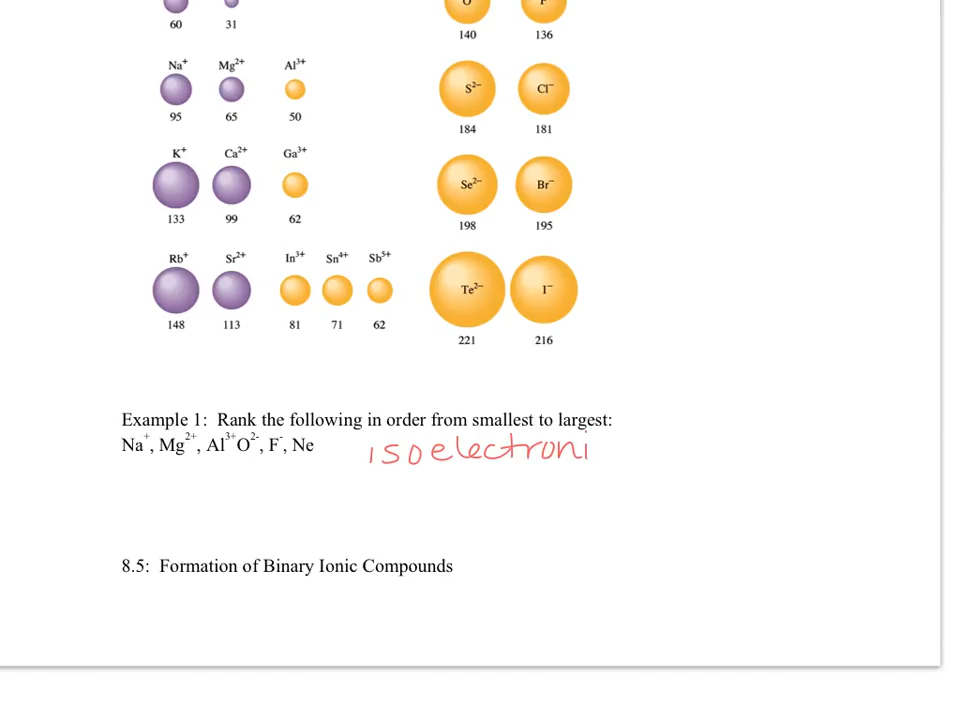 60 31
O F
140 136
Na⁺ Mg²⁺ Al³⁺
S²⁻ Cl⁻
95 65 50
184 181
K⁺ Ca²⁺ Ga³⁺
Se²⁻ Br⁻
133 99 62
198 195
Rb⁺ Sr²⁺ In³⁺ Sn⁴⁺ Sb⁵⁺
Te²⁻ I⁻
148 113 81 71 62
221 216
Example 1: Rank the following in order from smallest to largest:
Na⁺, Mg²⁺, Al³⁺O²⁻, F⁻, Ne isoelectroni
8.5: Formation of Binary Ionic Compounds